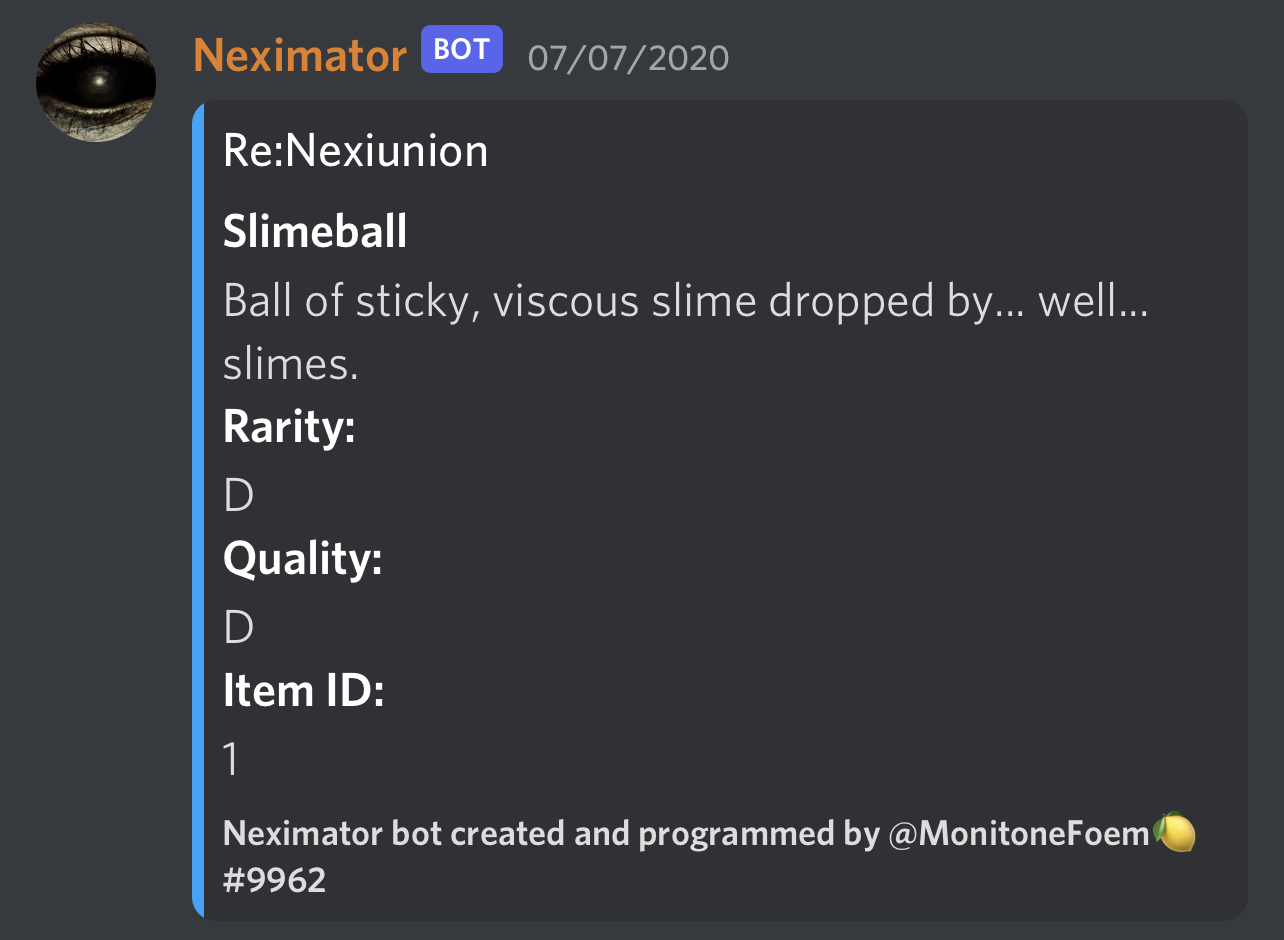 Neximator BOT 07/07/2020
Re:Nexiunion
Slimeball
Ball of sticky, viscous slime dropped by... well...
slimes.
Rarity:
D
Quality:
D
Item ID:
1
Neximator bot created and programmed by @MonitoneFoem🍋
#9962